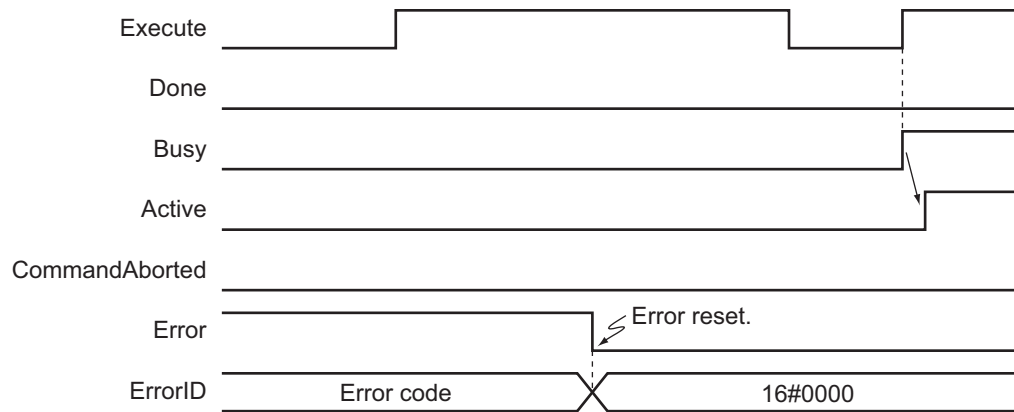 Execute
Done
Busy
Active
CommandAborted
Error
Error reset.
ErrorID
Error code
16#0000